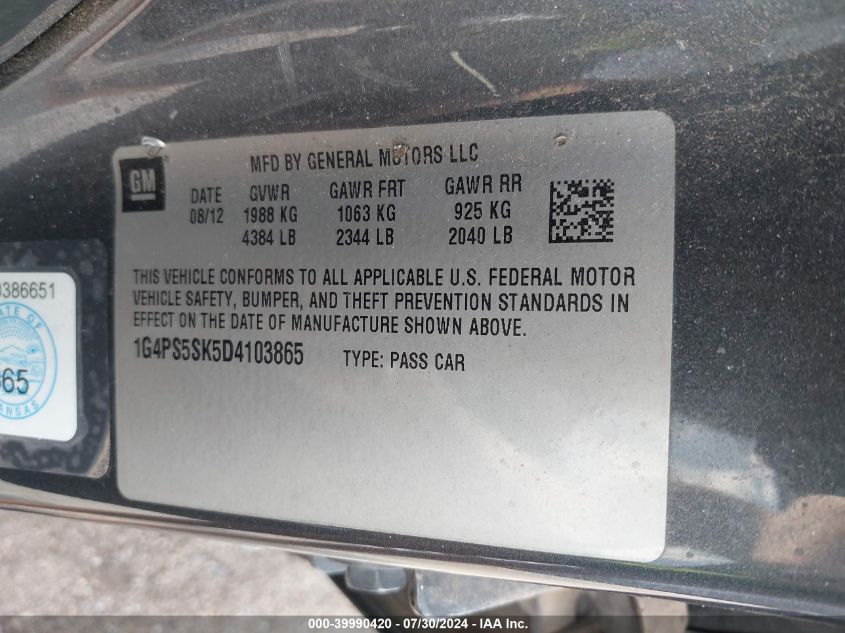 MFD BY GENERAL MOTORS LLC
GM
DATE GVWR GAWR FRT GAWR RR
08/12 1988 KG 1063 KG 925 KG
4384 LB 2344 LB 2040 LB
THIS VEHICLE CONFORMS TO ALL APPLICABLE U.S. FEDERAL MOTOR
VEHICLE SAFETY, BUMPER, AND THEFT PREVENTION STANDARDS IN
EFFECT ON THE DATE OF MANUFACTURE SHOWN ABOVE.
1G4PS5SK5D4103865 TYPE: PASS CAR
0386651
E OF
865
ANSAS
000-39990420 / 07/30/2024 - IAA Inc.